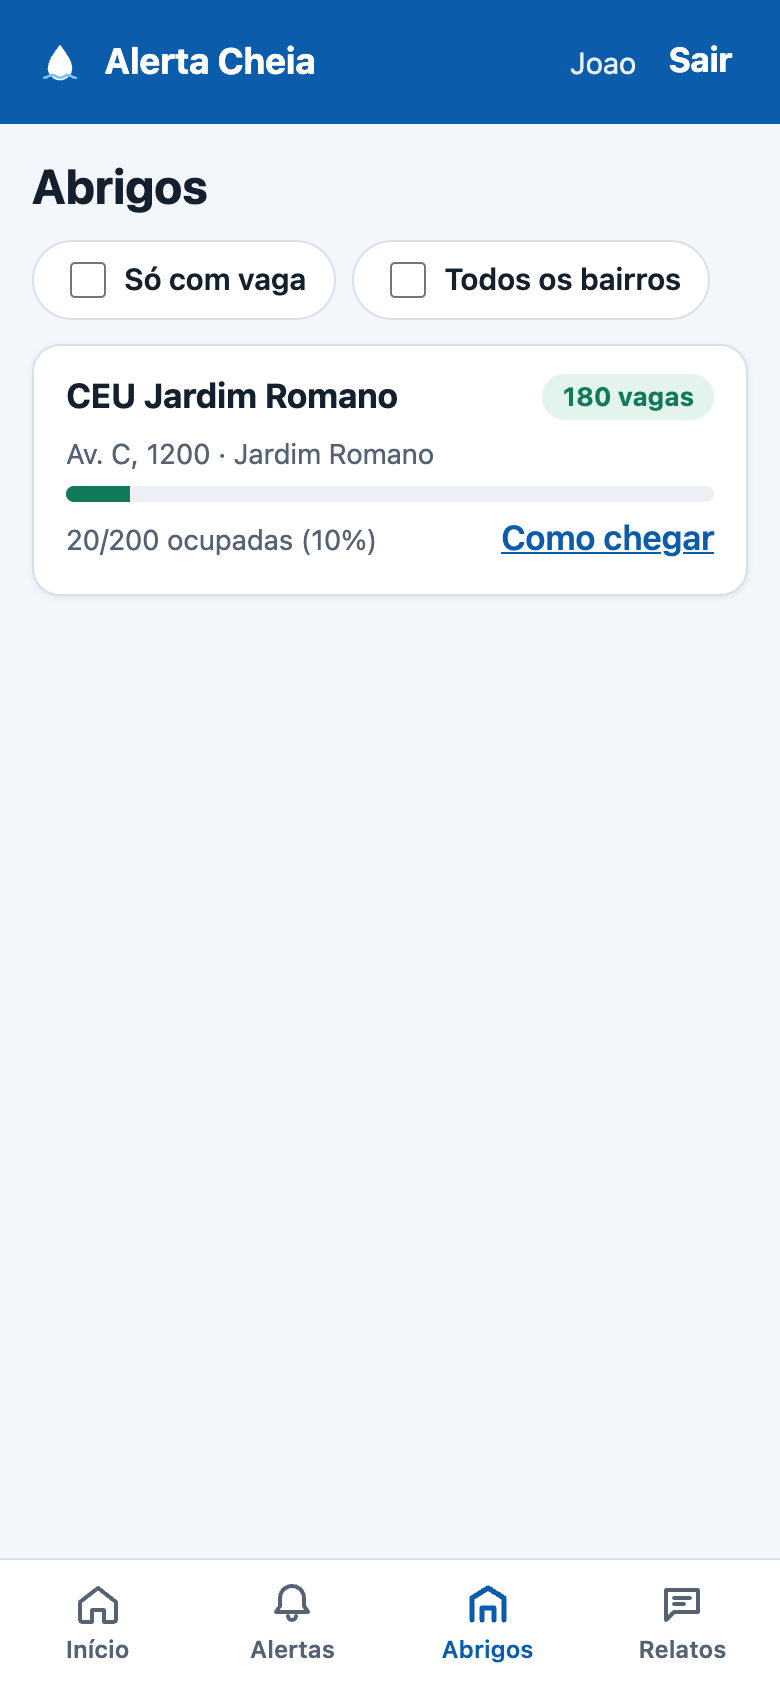 Alerta Cheia
Joao
Sair
Abrigos
Só com vaga
Todos os bairros
CEU Jardim Romano
180 vagas
Av. C, 1200 · Jardim Romano
20/200 ocupadas (10%)
Como chegar
Início
Alertas
Abrigos
Relatos